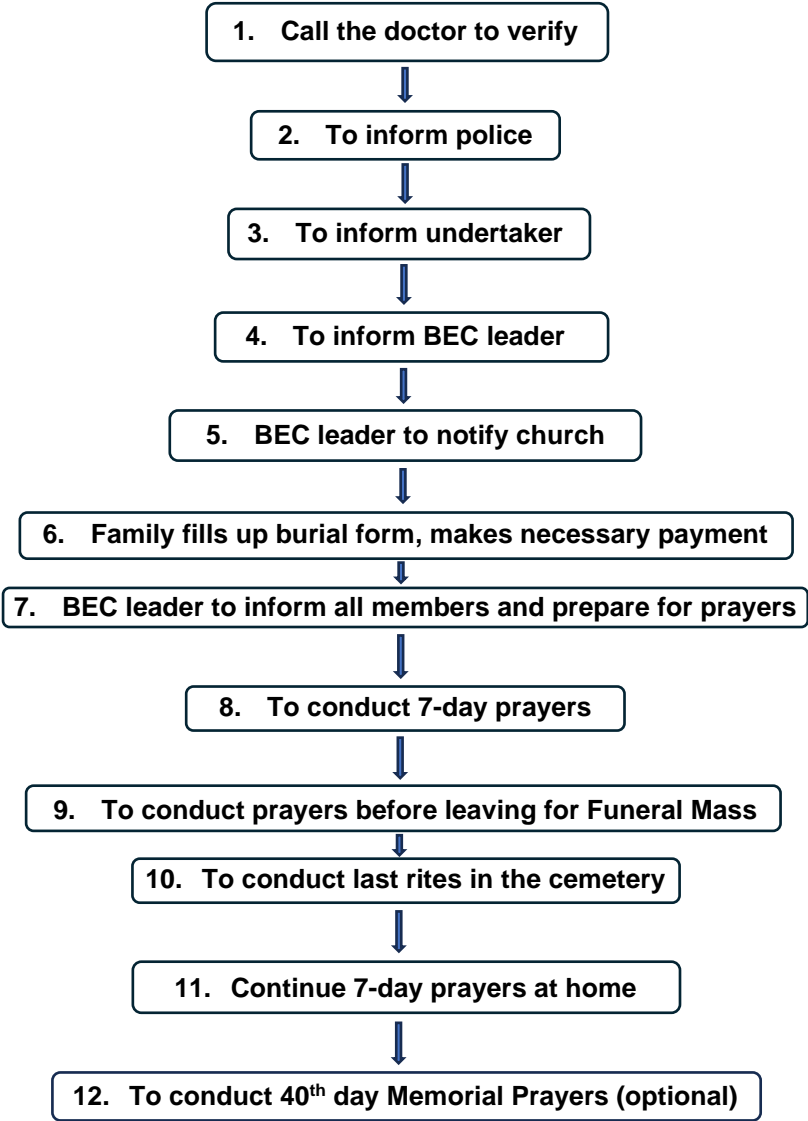 1. Call the doctor to verify
2. To inform police
3. To inform undertaker
4. To inform BEC leader
5. BEC leader to notify church
6. Family fills up burial form, makes necessary payment
7. BEC leader to inform all members and prepare for prayers
8. To conduct 7-day prayers
9. To conduct prayers before leaving for Funeral Mass
10. To conduct last rites in the cemetery
11. Continue 7-day prayers at home
12. To conduct 40th day Memorial Prayers (optional)